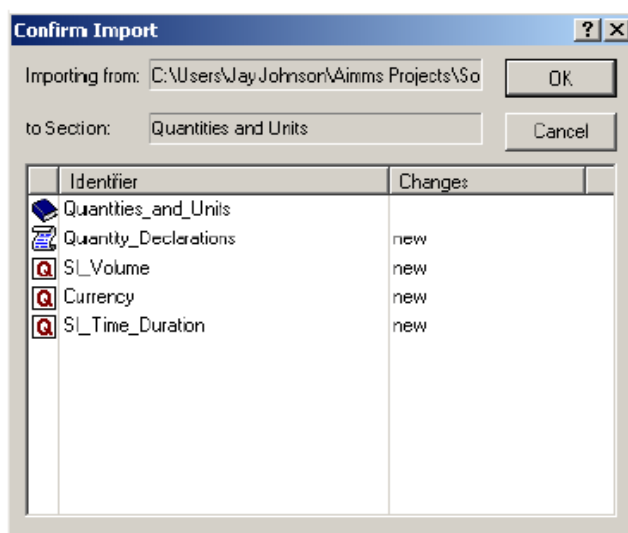 Confirm Import
Importing from: C:\Users\Jay Johnson\Aimms Projects\So OK
to Section: Quantities and Units Cancel
Identifier Changes
Quantities_and_Units
Quantity_Declarations new
SI_Volume new
Currency new
SI_Time_Duration new